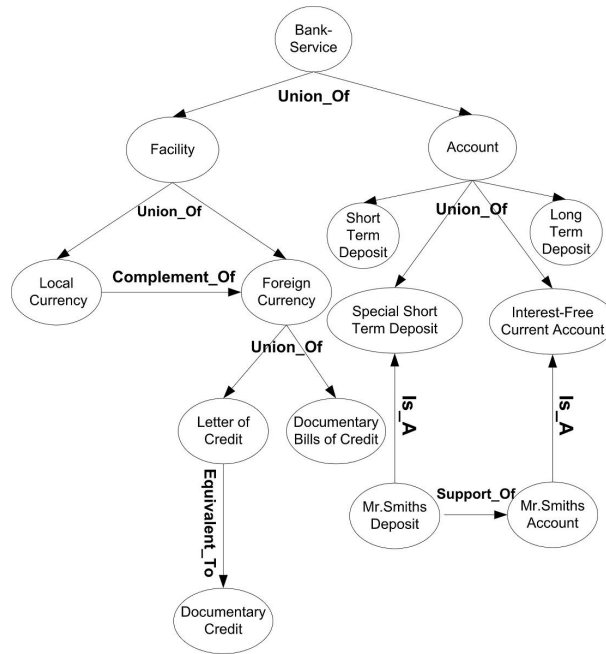 Bank-
Service
Union_Of
Facility
Account
Union_Of
Short
Term
Deposit
Union_Of
Long
Term
Deposit
Local
Currency
Complement_Of
Foreign
Currency
Special Short
Term Deposit
Interest-Free
Current Account
Union_Of
Letter of
Credit
Documentary
Bills of Credit
Is_A
Is_A
Equivalent_To
Mr.Smiths
Deposit
Support_Of
Mr.Smiths
Account
Documentary
Credit